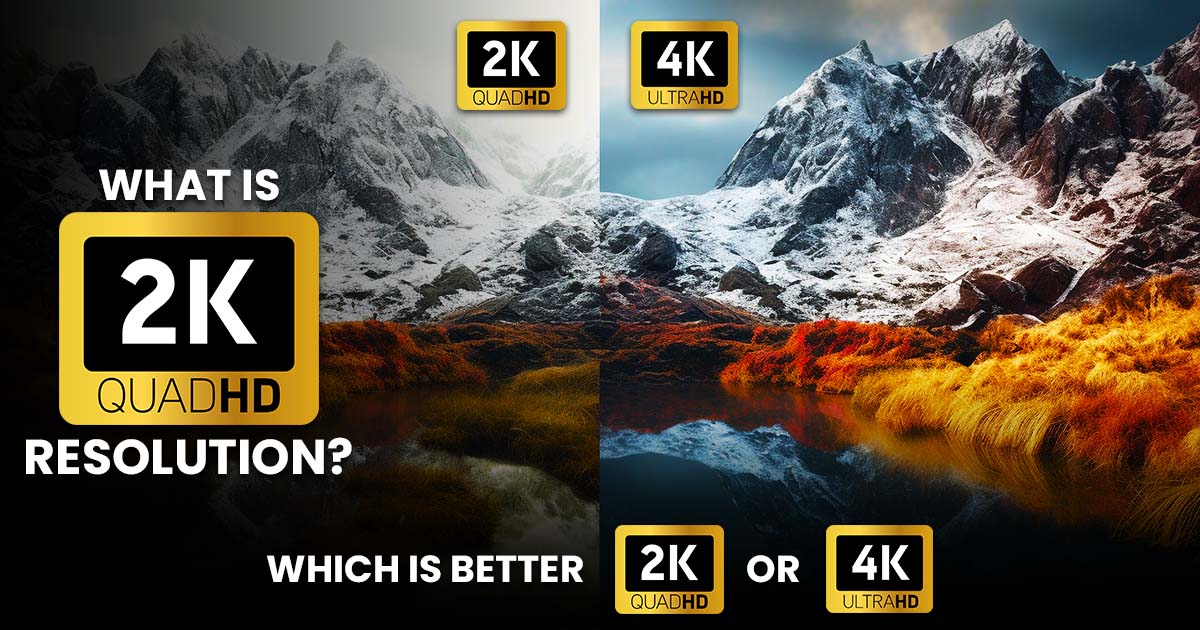 2K
QUADHD
4K
ULTRAHD
WHAT IS
2K
QUADHD
RESOLUTION?
WHICH IS BETTER 2K QUADHD OR 4K ULTRAHD